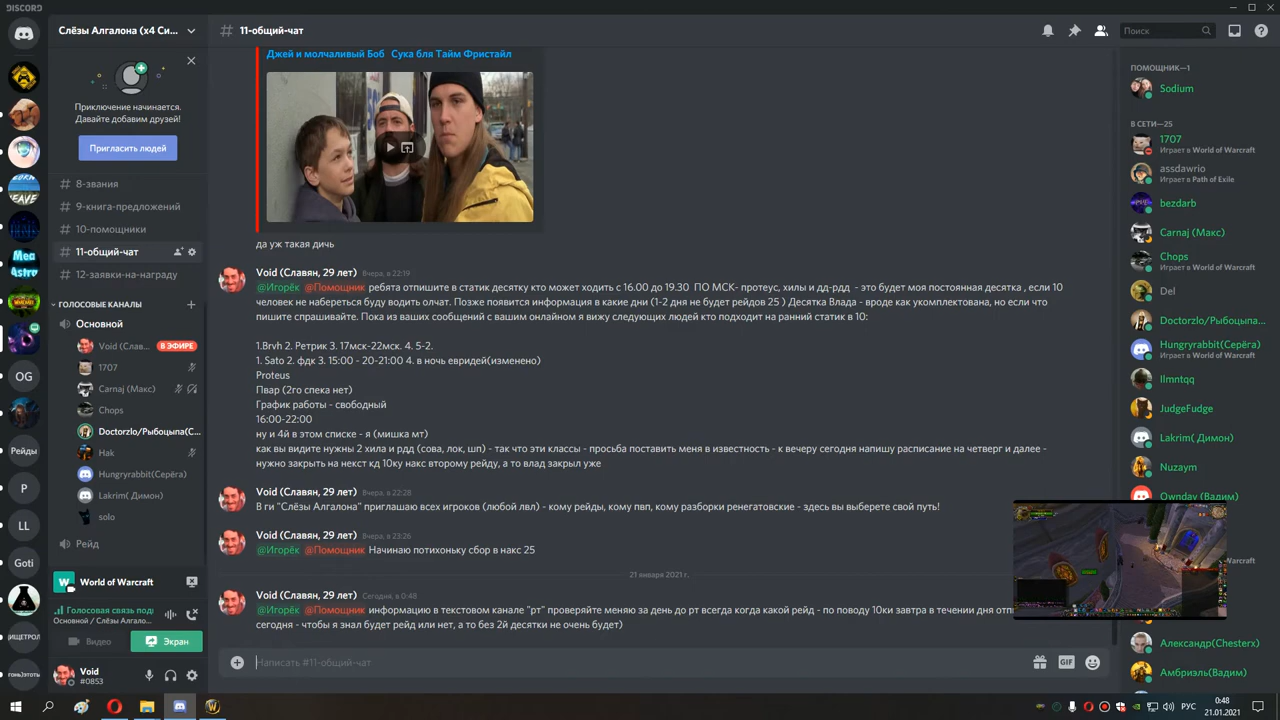 DISCORD
Слёзы Алгалона (x4 Си...
Приключение начинается.
Давайте добавим друзей!
Пригласить людей
8-звания
9-книга-предложений
10-помощники
11-общий-чат
12-заявки-на-награду
ГОЛОСОВЫЕ КАНАЛЫ
Основной
Void (Слав...
В ЭФИРЕ
1707
Carnaj (Макс)
Chops
Doctorzlo/Рыбоцыпа(С...
Hak
Hungryrabbit(Серёга)
Lakrim( Димон)
solo
Рейд
World of Warcraft
Голосовая связь подк
Основной / Слёзы Алгало...
Видео
Экран
Void
#0853
OG
Рейды
P
LL
Goti
# 11-общий-чат
Поиск
Джей и молчаливый Боб Сука бля Тайм Фристайл
да уж такая дичь
Void (Славян, 29 лет) Вчера, в 22:19
@Игорёк @Помощник ребята отпишите в статик десятку кто может ходить с 16.00 до 19.30 ПО МСК- протеус, хилы и дд-рдд - это будет моя постоянная десятка , если 10
человек не набереться буду водить олчат. Позже появится информация в какие дни (1-2 дня не будет рейдов 25 ) Десятка Влада - вроде как укомплектована, но если что
пишите спрашивайте. Пока из ваших сообщений с вашим онлайном я вижу следующих людей кто подходит на ранний статик в 10:
1.Brvh 2. Ретрик 3. 17мск-22мск. 4. 5-2.
1. Sato 2. фдк 3. 15:00 - 20-21:00 4. в ночь евридей(изменено)
Proteus
Пвар (2го спека нет)
График работы - свободный
16:00-22:00
ну и 4й в этом списке - я (мишка мт)
как вы видите нужны 2 хила и рдд (сова, лок, шп) - так что эти классы - просьба поставить меня в известность - к вечеру сегодня напишу расписание на четверг и далее -
нужно закрыть на некст кд 10ку накс второму рейду, а то влад закрыл уже
Void (Славян, 29 лет) Вчера, в 22:28
В ги "Слёзы Алгалона" приглашаю всех игроков (любой лвл) - кому рейды, кому пвп, кому разборки ренегатовские - здесь вы выберете свой путь!
Void (Славян, 29 лет) Вчера, в 23:26
@Игорёк @Помощник Начинаю потихоньку сбор в накс 25
21 января 2021 г.
Void (Славян, 29 лет) Сегодня, в 0:48
@Игорёк @Помощник информацию в текстовом канале "рт" проверяйте меняю за день до рт всегда когда какой рейд - по поводу 10ки завтра в течении дня отп
сегодня - чтобы я знал будет рейд или нет, а то без 2й десятки не очень будет)
Написать #11-общий-чат
GIF
ПОМОЩНИК—1
Sodium
В СЕТИ—25
1707
Играет в World of Warcraft
assdawrio
Играет в Path of Exile
bezdarb
Carnaj (Макс)
Chops
Играет в World of Warcraft
Del
Doctorzlo/Рыбоцыпа...
Hungryrabbit(Серёга)
Играет в World of Warcraft
Ilmntqq
JudgeFudge
Lakrim( Димон)
Nuzaym
Ownday (Вадим)
Warcraft
Александр(Chesterx)
Амбриэль(Вадим)
РУС
0:48
21.01.2021